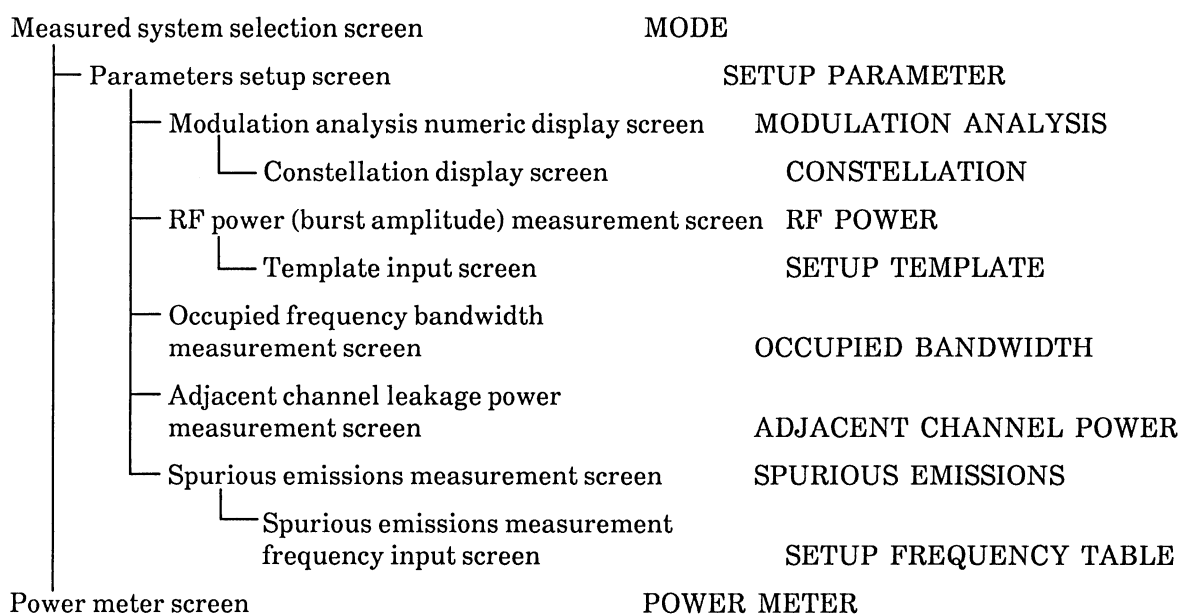 Measured system selection screen MODE
Parameters setup screen SETUP PARAMETER
Modulation analysis numeric display screen MODULATION ANALYSIS
Constellation display screen CONSTELLATION
RF power (burst amplitude) measurement screen RF POWER
Template input screen SETUP TEMPLATE
Occupied frequency bandwidth
measurement screen OCCUPIED BANDWIDTH
Adjacent channel leakage power
measurement screen ADJACENT CHANNEL POWER
Spurious emissions measurement screen SPURIOUS EMISSIONS
Spurious emissions measurement
frequency input screen SETUP FREQUENCY TABLE
Power meter screen POWER METER